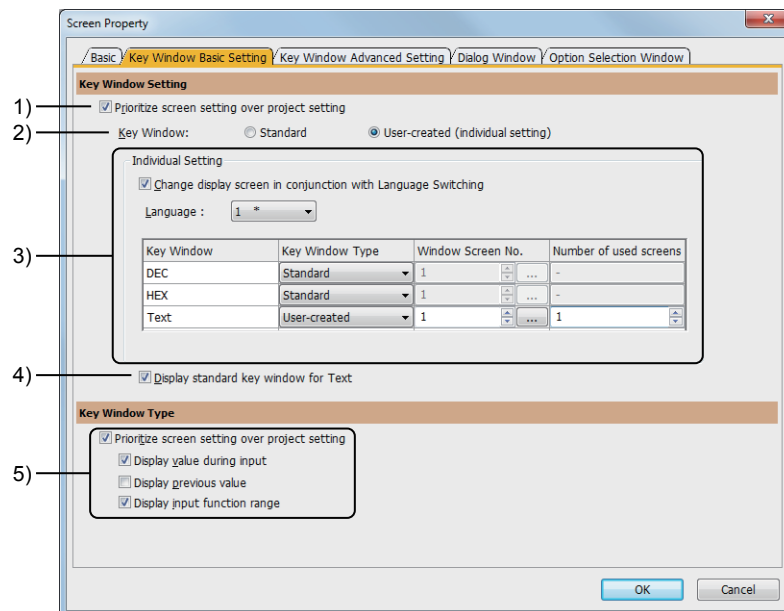 Screen Property
Basic Key Window Basic Setting Key Window Advanced Setting Dialog Window Option Selection Window
Key Window Setting
1) Prioritize screen setting over project setting
2) Key Window: Standard User-created (individual setting)
3)
Individual Setting
Change display screen in conjunction with Language Switching
Language : 1 *
Key Window Key Window Type Window Screen No. Number of used screens
DEC Standard 1 ... -
HEX Standard 1 ... -
Text User-created 1 ... 1
4) Display standard key window for Text
Key Window Type
5)
Prioritize screen setting over project setting
Display value during input
Display previous value
Display input function range
OK Cancel